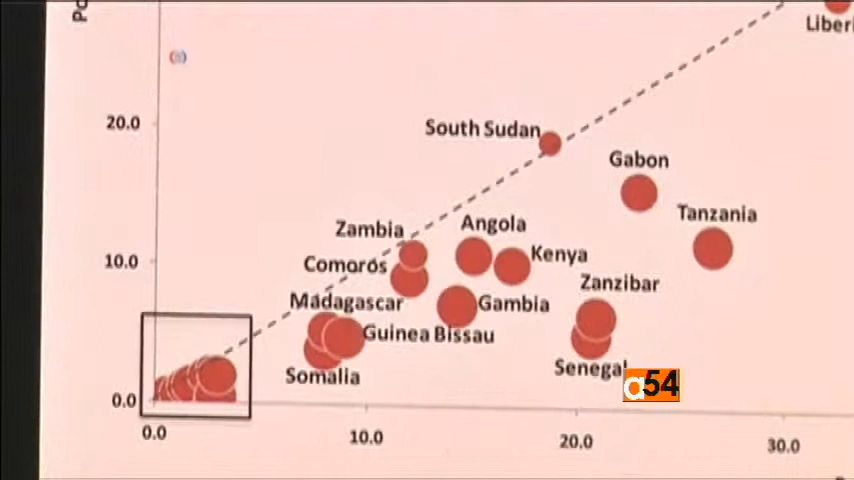 Po
Liberi
20.0
South Sudan
Gabon
Tanzania
Zambia
Angola
Kenya
10.0
Comoros
Zanzibar
Madagascar
Gambia
Guinea Bissau
Somalia
Senegal
a54
0.0
0.0
10.0
20.0
30.0